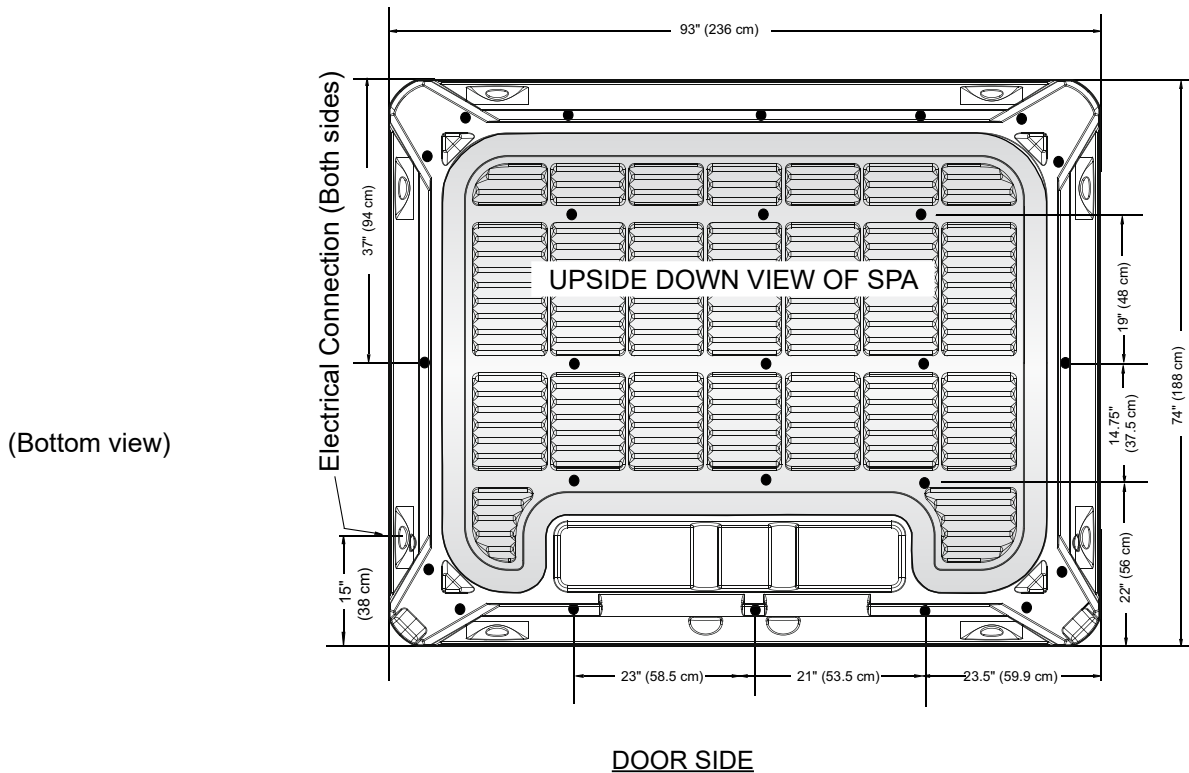 93" (236 cm)
Electrical Connection (Both sides)
37" (94 cm)
UPSIDE DOWN VIEW OF SPA
19" (48 cm)
74" (188 cm)
14.75"
(37.5 cm)
(Bottom view)
15"
(38 cm)
22" (56 cm)
23" (58.5 cm)
21" (53.5 cm)
23.5" (59.9 cm)
DOOR SIDE